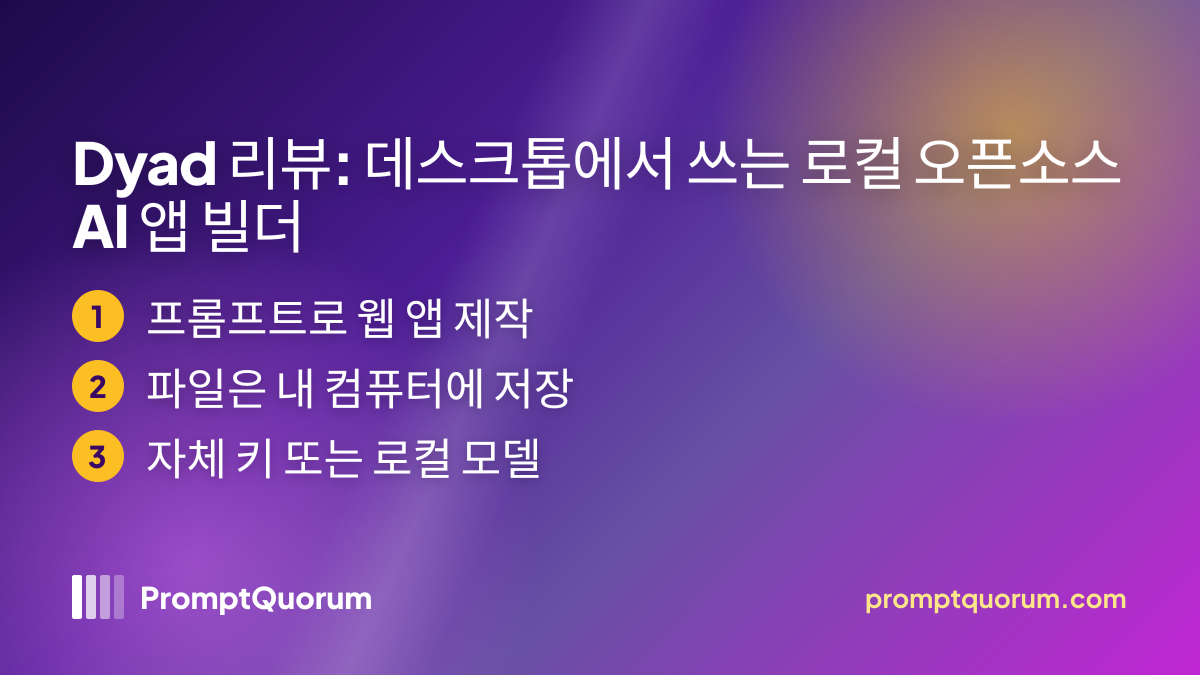 Dyad 리뷰: 데스크톱에서 쓰는 로컬 오픈소스
AI 앱 빌더
1 프롬프트로 웹 앱 제작
2 파일은 내 컴퓨터에 저장
3 자체 키 또는 로컬 모델
PromptQuorum
promptquorum.com